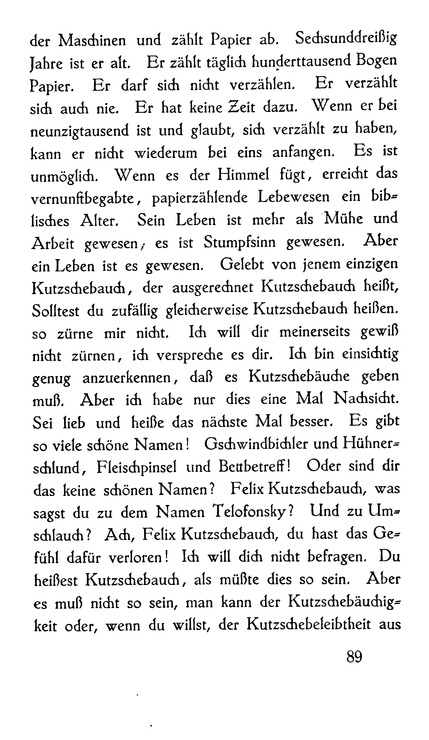 der Maschinen und zählt Papier ab. Sechsunddreißig
Jahre ist er alt. Er zählt täglich hunderttausend Bogen
Papier. Er darf sich nicht verzählen. Er verzählt
sich auch nie. Er hat keine Zeit dazu. Wenn er bei
neunzigtausend ist und glaubt, sich verzählt zu haben,
kann er nicht wiederum bei eins anfangen. Es ist
unmöglich. Wenn es der Himmel fügt, erreicht das
vernunftbegabte, papierzählende Lebewesen ein bib-
lisches Alter. Sein Leben ist mehr als Mühe und
Arbeit gewesen, es ist Stumpfsinn gewesen. Aber
ein Leben ist es gewesen. Gelebt von jenem einzigen
Kutzschebauch, der ausgerechnet Kutzschebauch heißt,
Solltest du zufällig gleicherweise Kutzschebauch heißen.
so zürne mir nicht. Ich will dir meinerseits gewiß
nicht zürnen, ich verspreche es dir. Ich bin einsichtig
genug anzuerkennen, daß es Kutzschebäuche geben
muß. Aber ich habe nur dies eine Mal Nachsicht.
Sei lieb und heiße das nächste Mal besser. Es gibt
so viele schöne Namen! Gschwindbichler und Hühner-
schlund, Fleischpinsel und Bettbetreff! Oder sind dir
das keine schönen Namen? Felix Kutzschebauch, was
sagst du zu dem Namen Telofonsky? Und zu Um-
schlauch? Ach, Felix Kutzschebauch, du hast das Ge-
fühl dafür verloren! Ich will dich nicht befragen. Du
heißest Kutzschebauch, als müßte dies so sein. Aber
es muß nicht so sein, man kann der Kutzschebäuchig-
keit oder, wenn du willst, der Kutzschebeleibtheit aus
89